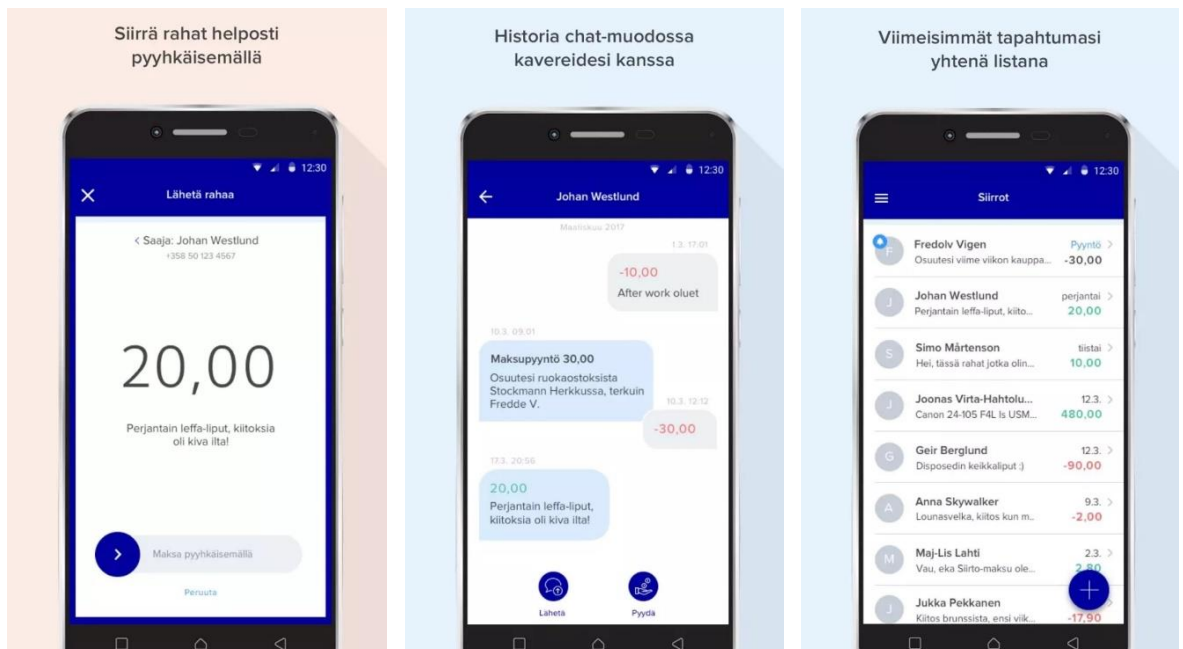 Siirrä rahat helposti
pyyhkäisemällä
12:30
Lähetä rahaa
< Saaja: Johan Westlund
+358 50 123 4567
20,00
Perjantain leffa-liput, kiitoksia
oli kiva ilta!
Maksa pyyhkäisemällä
Peruuta
Historia chat-muodossa
kavereidesi kanssa
12:30
Johan Westlund
Maaliskuu 2017
1.3. 17:01
-10,00
After work oluet
10.3. 09:01
Maksupyyntö 30,00
Osuutesi ruokaostoksista
Stockmann Herkkussa, terkuin
Fredde V.
10.3. 12:12
-30,00
17.3. 20:56
20,00
Perjantain leffa-liput,
kiitoksia oli kiva ilta!
Lähetä
Pyydä
Viimeisimmät tapahtumasi
yhtenä listana
12:30
Siirrot
F
Fredolv Vigen
Pyyntö
Osuutesi viime viikon kauppa...
-30,00
J
Johan Westlund
perjantai
Perjantain leffa-liput, kiito...
20,00
S
Simo Mårtenson
tiistai
Hei, tässä rahat jotka olin...
10,00
J
Joonas Virta-Hahtolu...
12.3.
Canon 24-105 F4L Is USM...
480,00
G
Geir Berglund
12.3.
Disposedin keikkaliput :)
-90,00
A
Anna Skywalker
9.3.
Lounasvelka, kiitos kun m...
-2,00
M
Maj-Lis Lahti
2.3.
Vau, eka Siirto-maksu ole...
2,80
J
Jukka Pekkanen
Kiitos brunssista, ensi viik...
-17,90